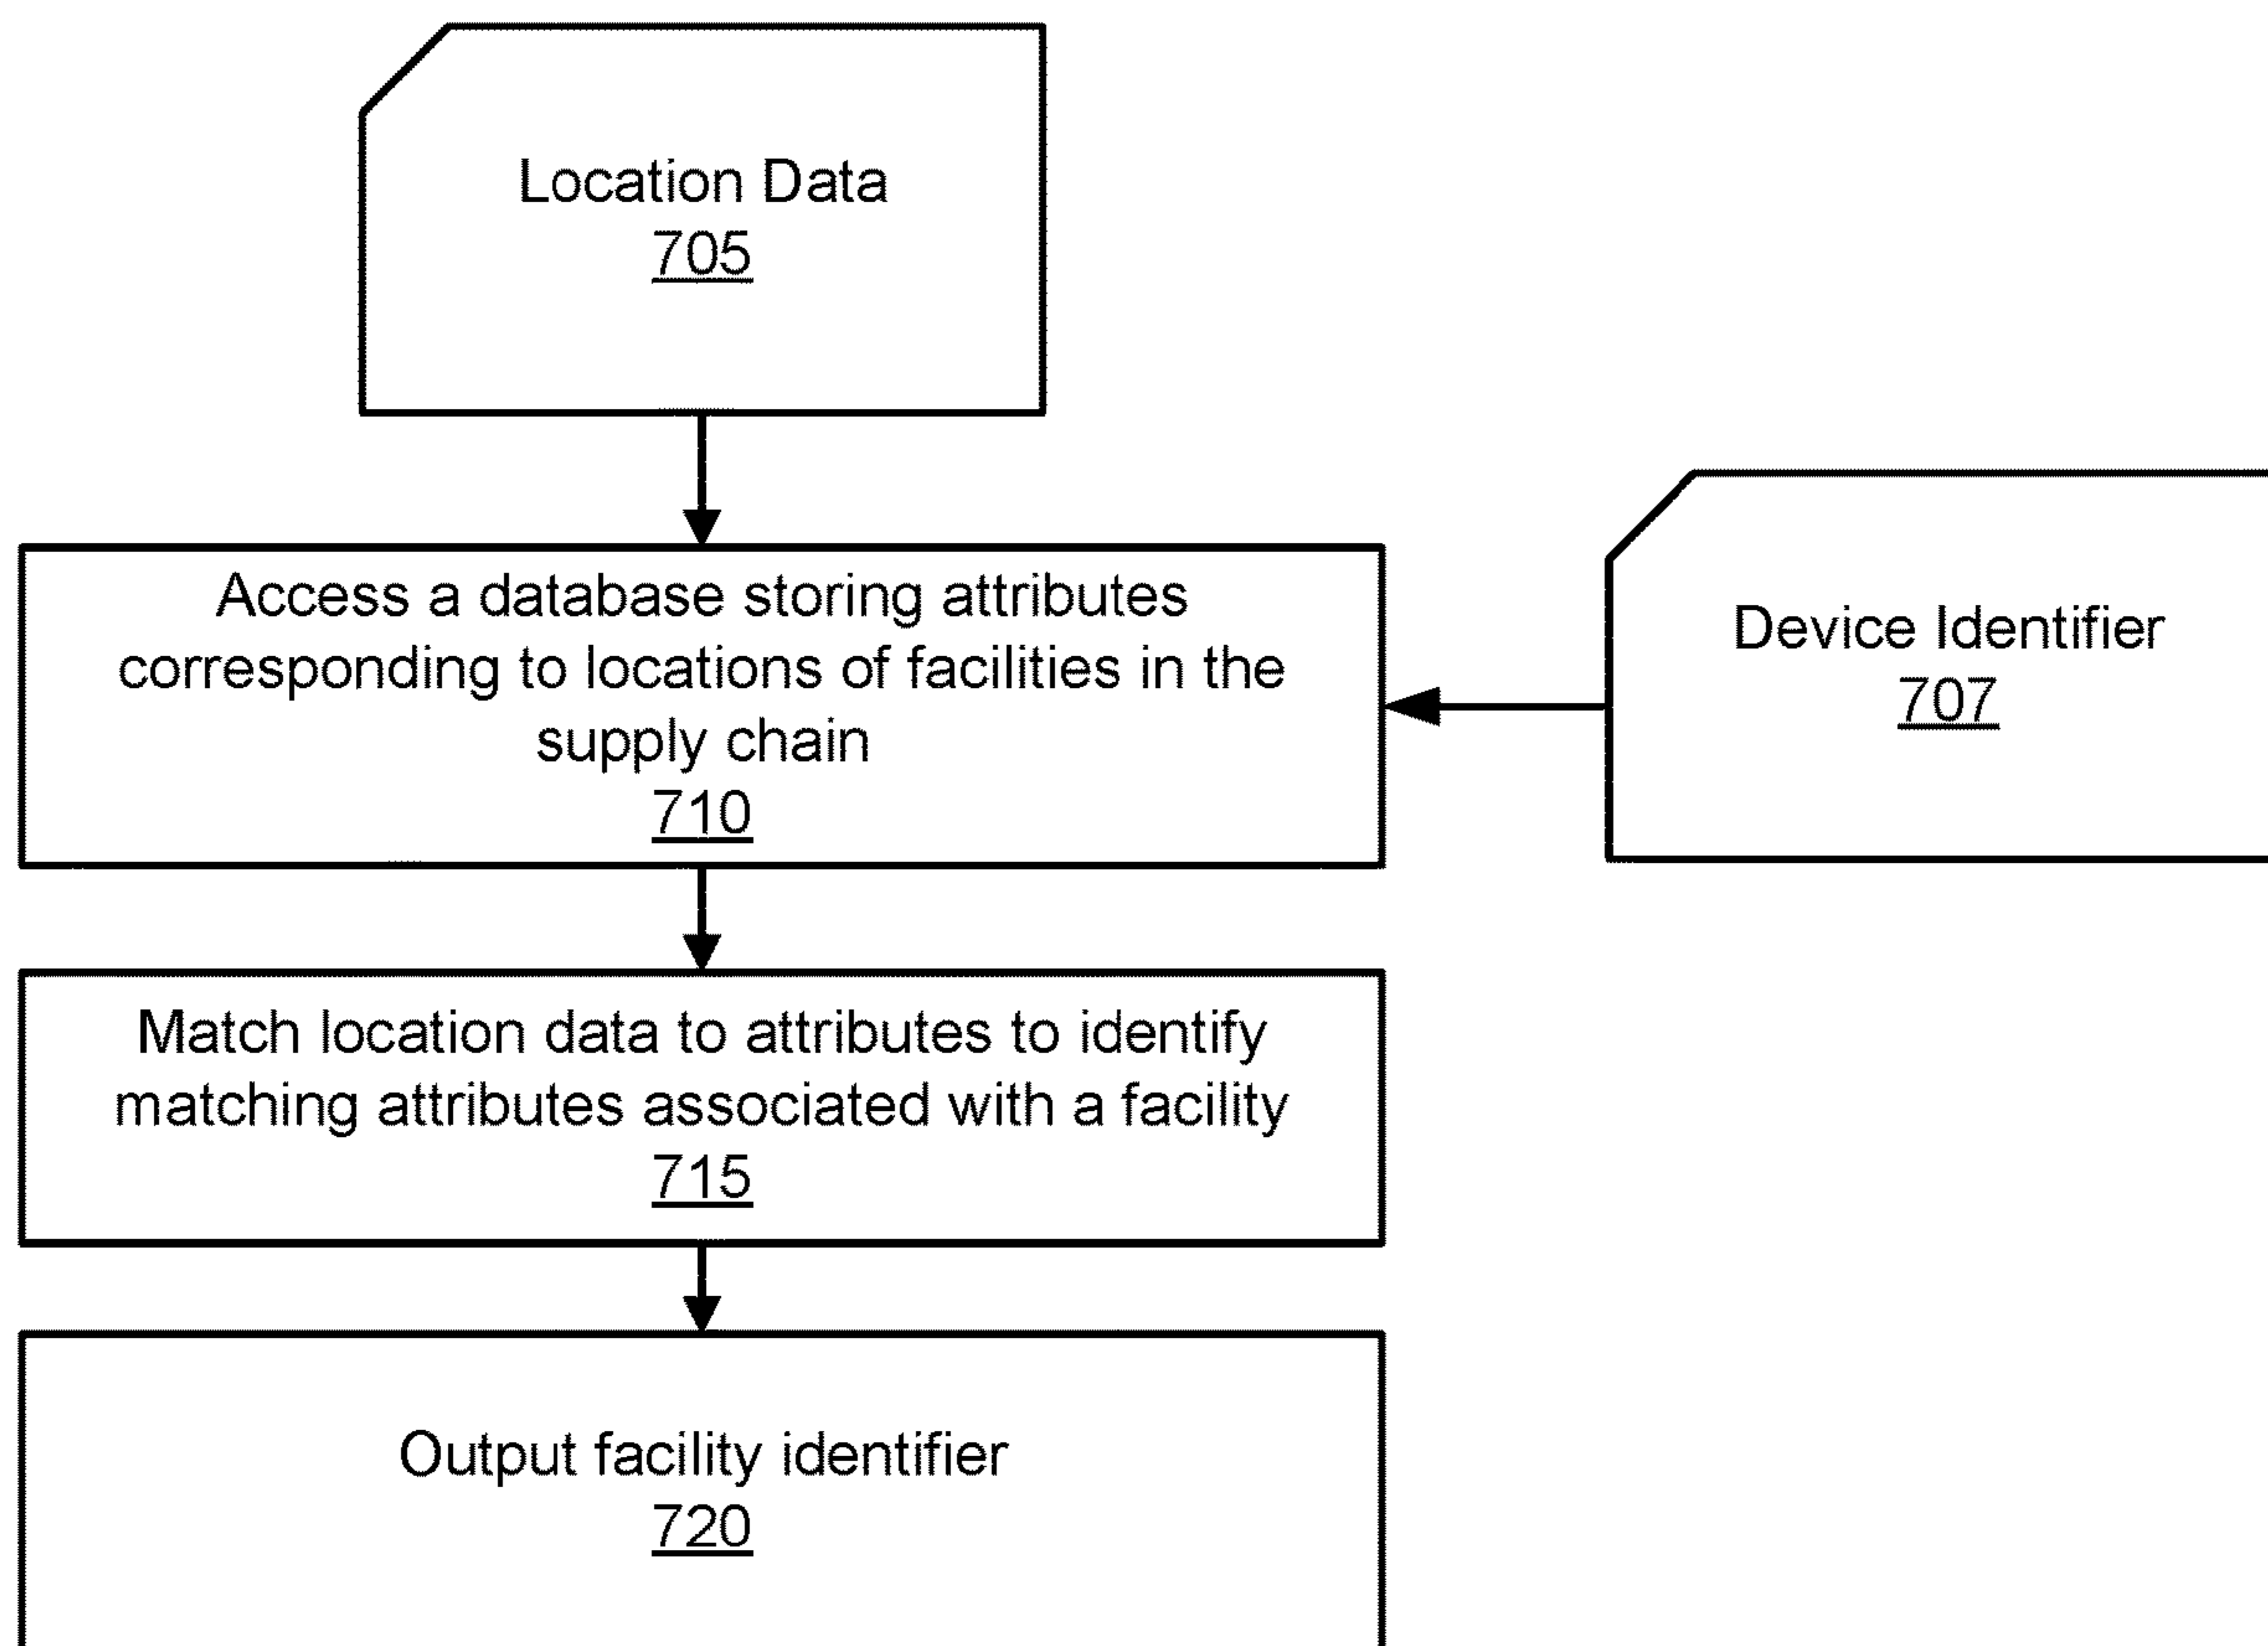 Location Data
705
Access a database storing attributes
corresponding to locations of facilities in the
supply chain
710
Device Identifier
707
Match location data to attributes to identify
matching attributes associated with a facility
715
Output facility identifier
720